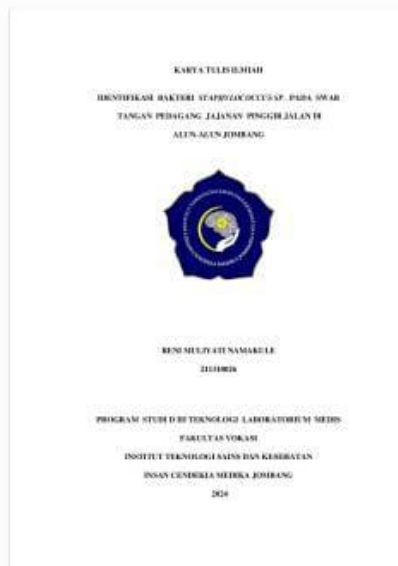 KARYA TULIS ILMIAH
IDENTIFIKASI BAKTERI STAPHYLOCOCCUS SP. PADA SWAB
TANGAN PEDAGANG JAJANAN PINGGIR JALAN DI
ALUN-ALUN JOMBANG
RENI MULIYATI NAMAKULE
211310026
PROGRAM STUDI D III TEKNOLOGI LABORATORIUM MEDIS
FAKULTAS VOKASI
INSTITUT TEKNOLOGI SAINS DAN KESEHATAN
INSAN CENDEKIA MEDIKA JOMBANG
2024